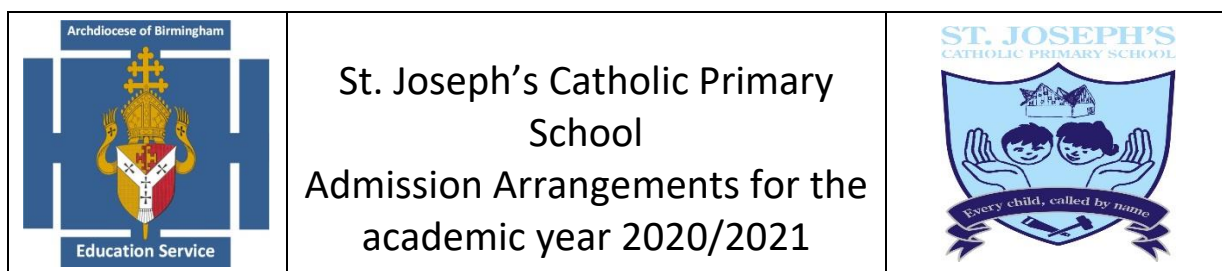 Archdiocese of Birmingham
Education Service
St. Joseph’s Catholic Primary
School
Admission Arrangements for the
academic year 2020/2021
ST. JOSEPH'S
CATHOLIC PRIMARY SCHOOL
Every child, called by name